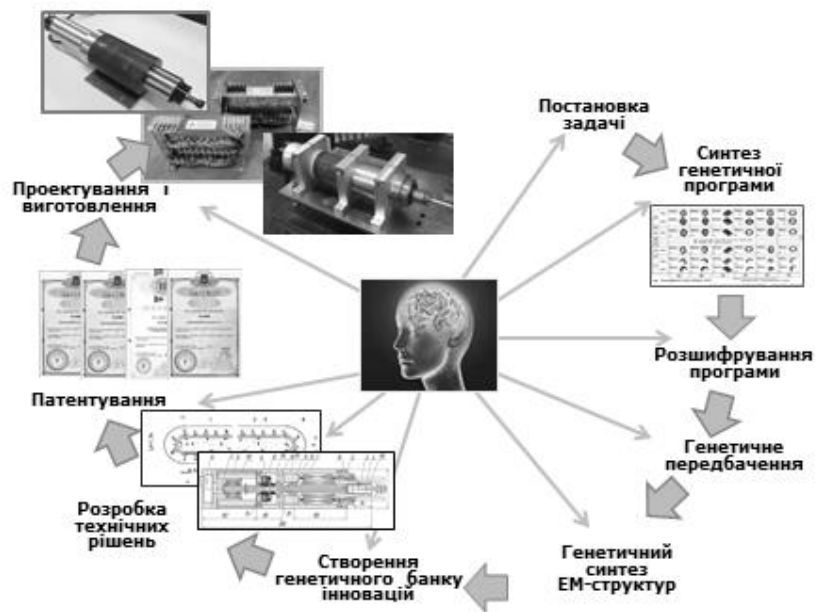 Постановка
задачі
Синтез
генетичної
програми
Розшифрування
програми
Генетичне
передбачення
Генетичний
синтез
ЕМ-структур
Створення
генетичного банку
інновацій
Розробка
технічних
рішень
Патентування
Проектування і
виготовлення